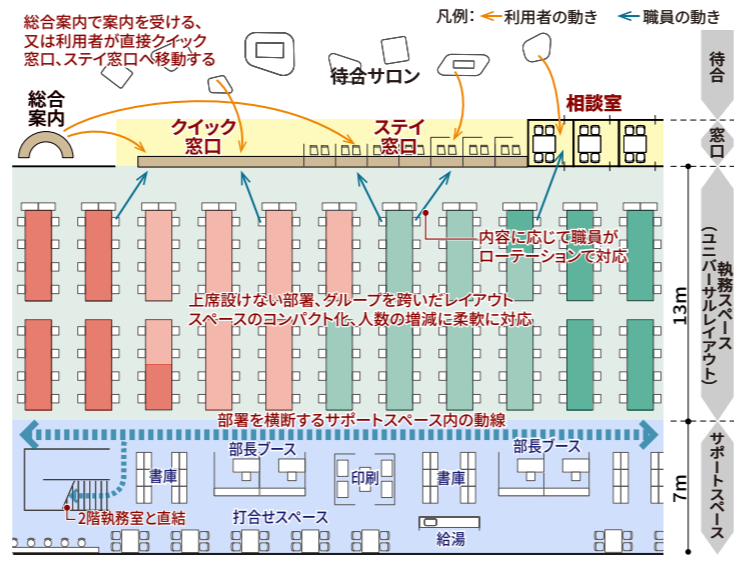 凡例： 利用者の動き 職員の動き
総合案内で案内を受ける、
又は利用者が直接クイック
窓口、ステイ窓口へ移動する
待合サロン
総合
案内
クイック
窓口
ステイ
窓口
相談室
待合
窓口
内容に応じて職員が
ローテーションで対応
上席設けない部署、グループを跨いだレイアウト
スペースのコンパクト化、人数の増減に柔軟に対応
13m
執務スペース
(ユニバーサルレイアウト)
部署を横断するサポートスペース内の動線
書庫
部長ブース
印刷
書庫
部長ブース
2階執務室と直結
打合せスペース
給湯
7m
サポートスペース